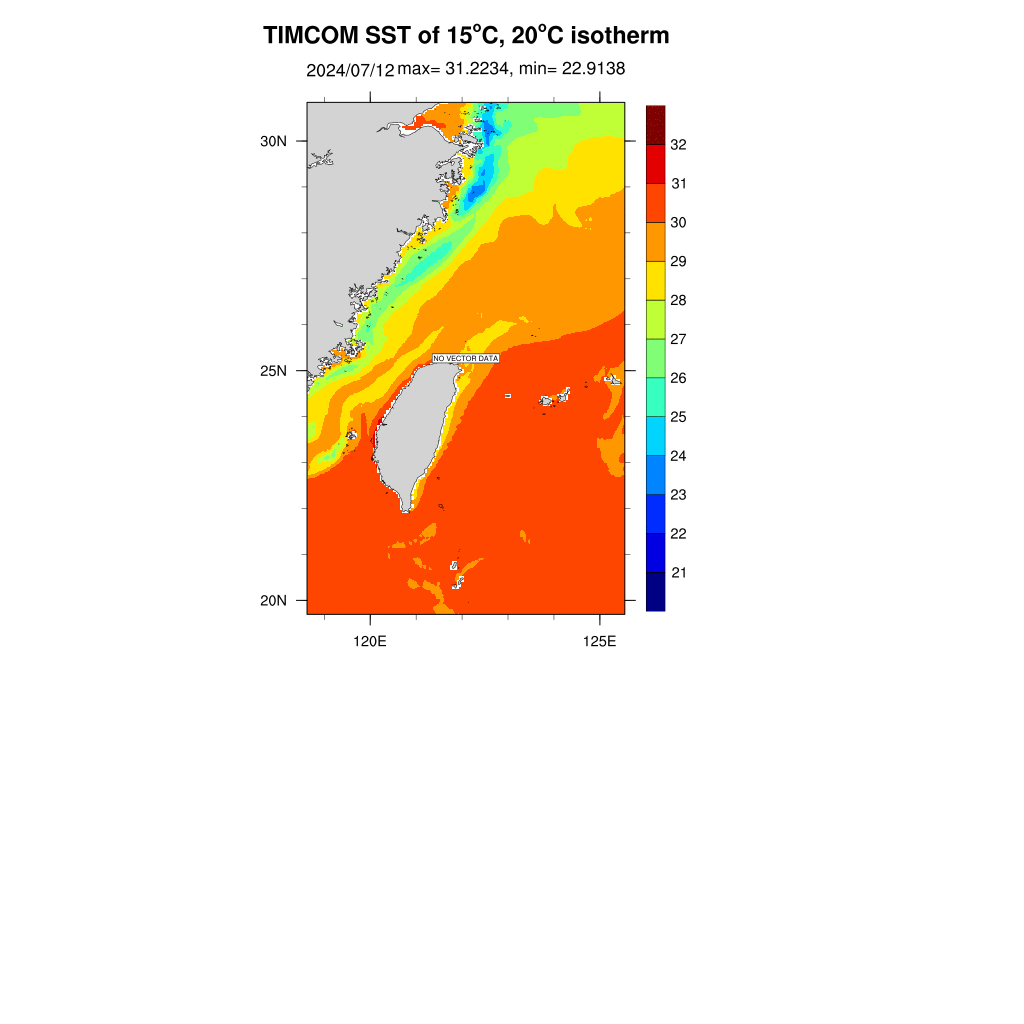 TIMCOM SST of 15°C, 20°C isotherm
2024/07/12 max= 31.2234, min= 22.9138
30N
25N
20N
NO VECTOR DATA
120E 125E
32
31
30
29
28
27
26
25
24
23
22
21